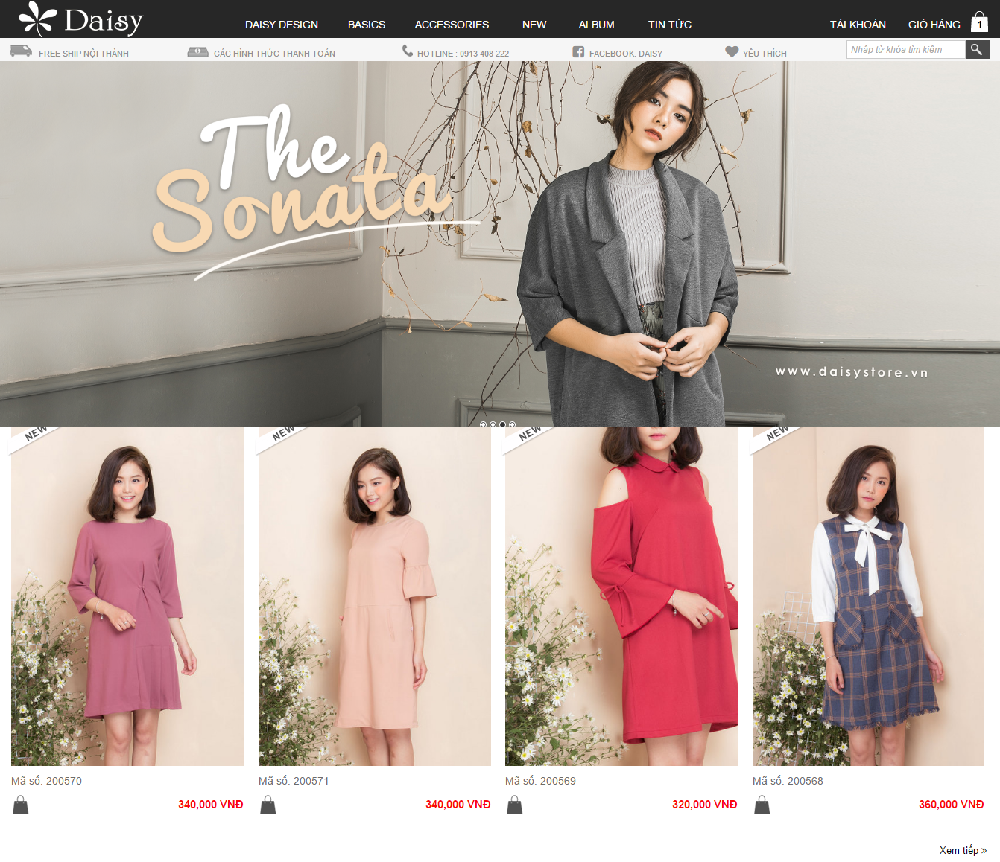 Daisy
DAISY DESIGN BASICS ACCESSORIES NEW ALBUM TIN TỨC TÀI KHOẢN GIỎ HÀNG 1
FREE SHIP NỘI THÀNH CÁC HÌNH THỨC THANH TOÁN HOTLINE : 0913 408 222 FACEBOOK. DAISY YÊU THÍCH Nhập từ khóa tìm kiếm
The
Sonata
www.daisystore.vn
NEW NEW NEW NEW
Mã số: 200570 Mã số: 200571 Mã số: 200569 Mã số: 200568
340,000 VNĐ 340,000 VNĐ 320,000 VNĐ 360,000 VNĐ
Xem tiếp »